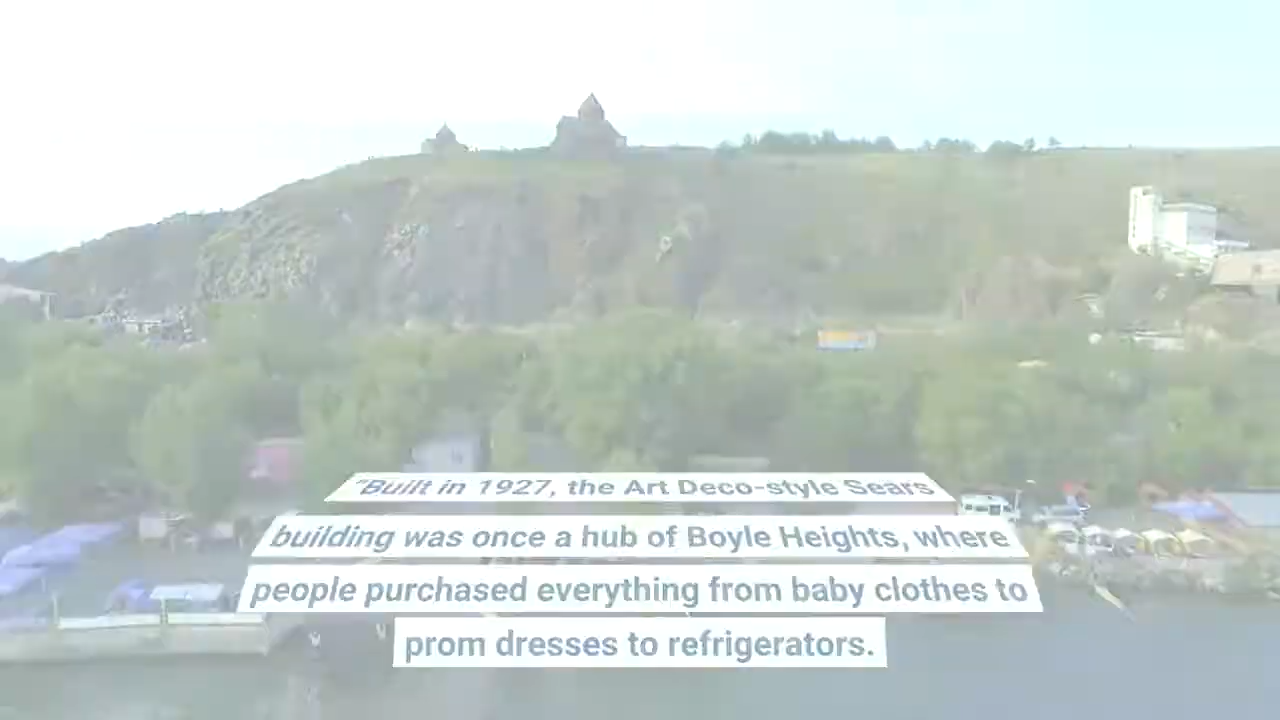 "Built in 1927, the Art Deco-style Sears
building was once a hub of Boyle Heights, where
people purchased everything from baby clothes to
prom dresses to refrigerators.